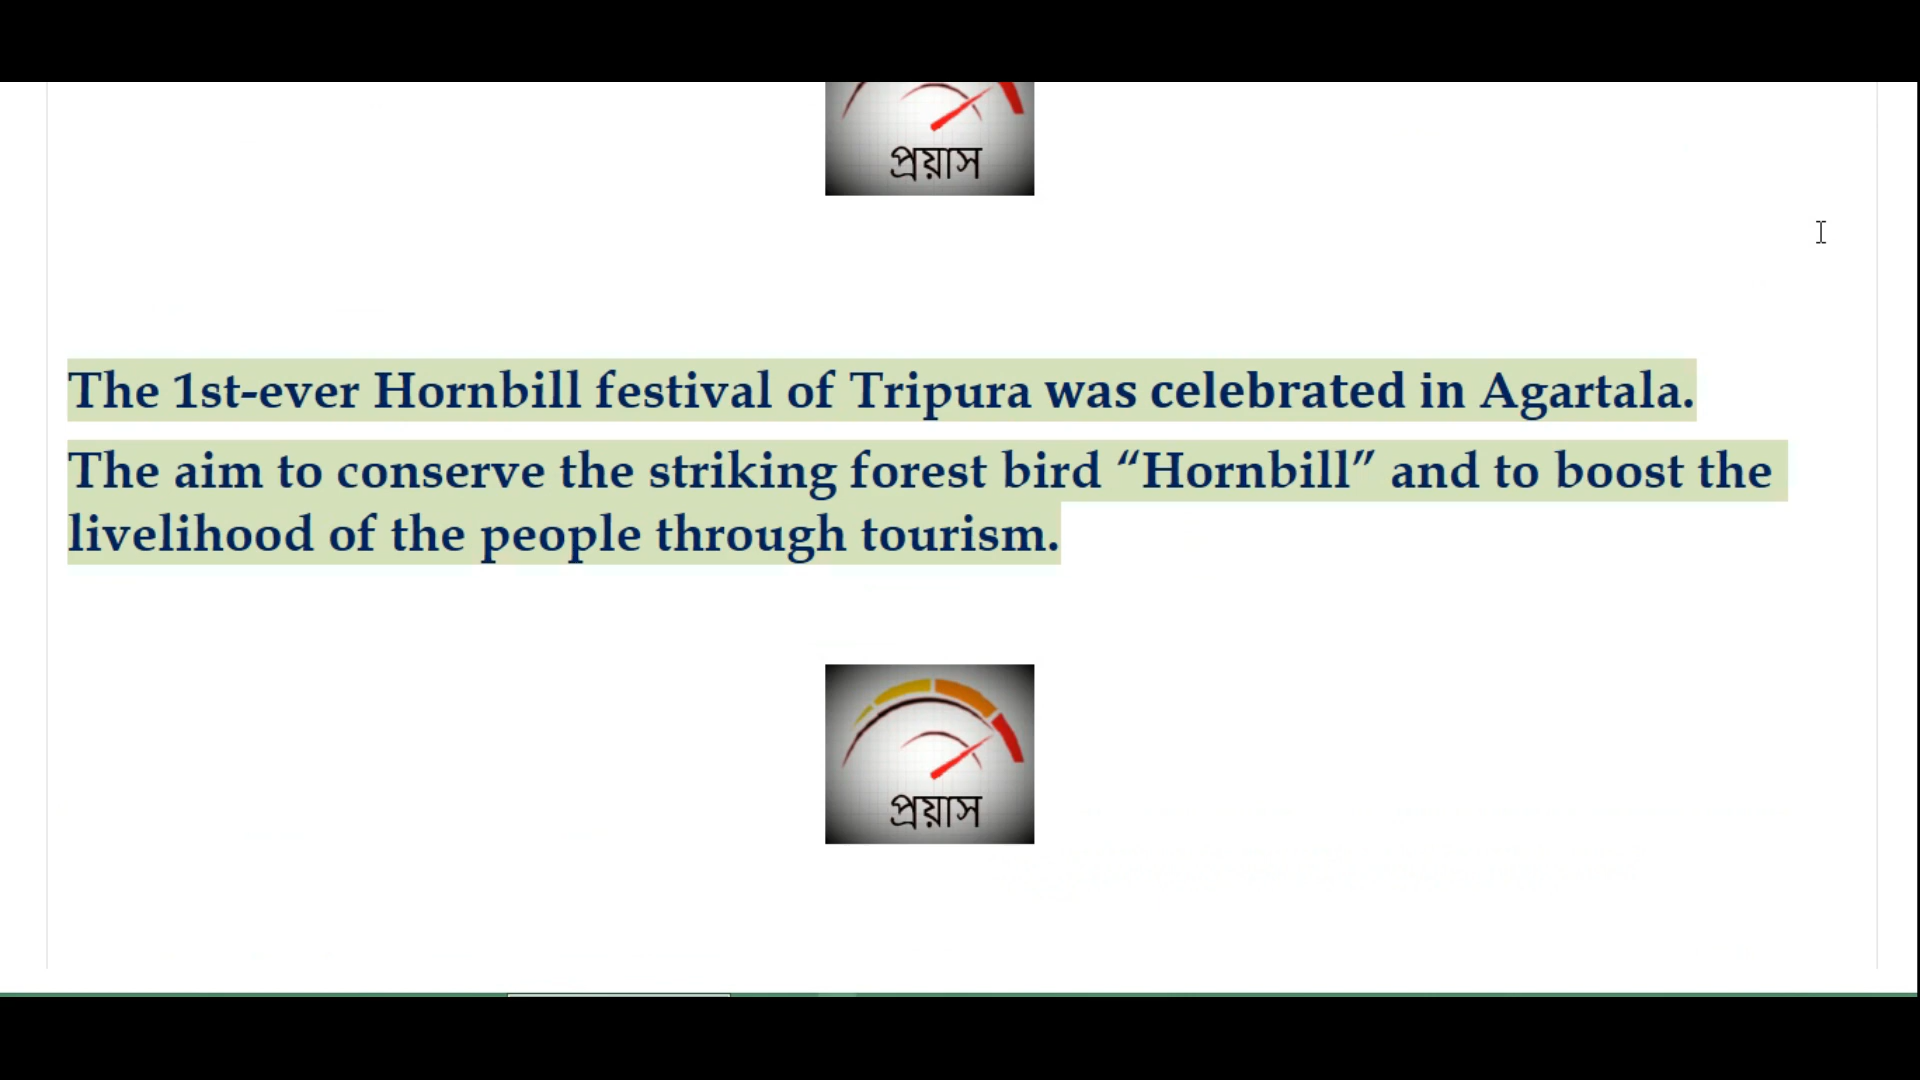 প্রয়াস
The 1st-ever Hornbill festival of Tripura was celebrated in Agartala.
The aim to conserve the striking forest bird “Hornbill” and to boost the
livelihood of the people through tourism.
প্রয়াস